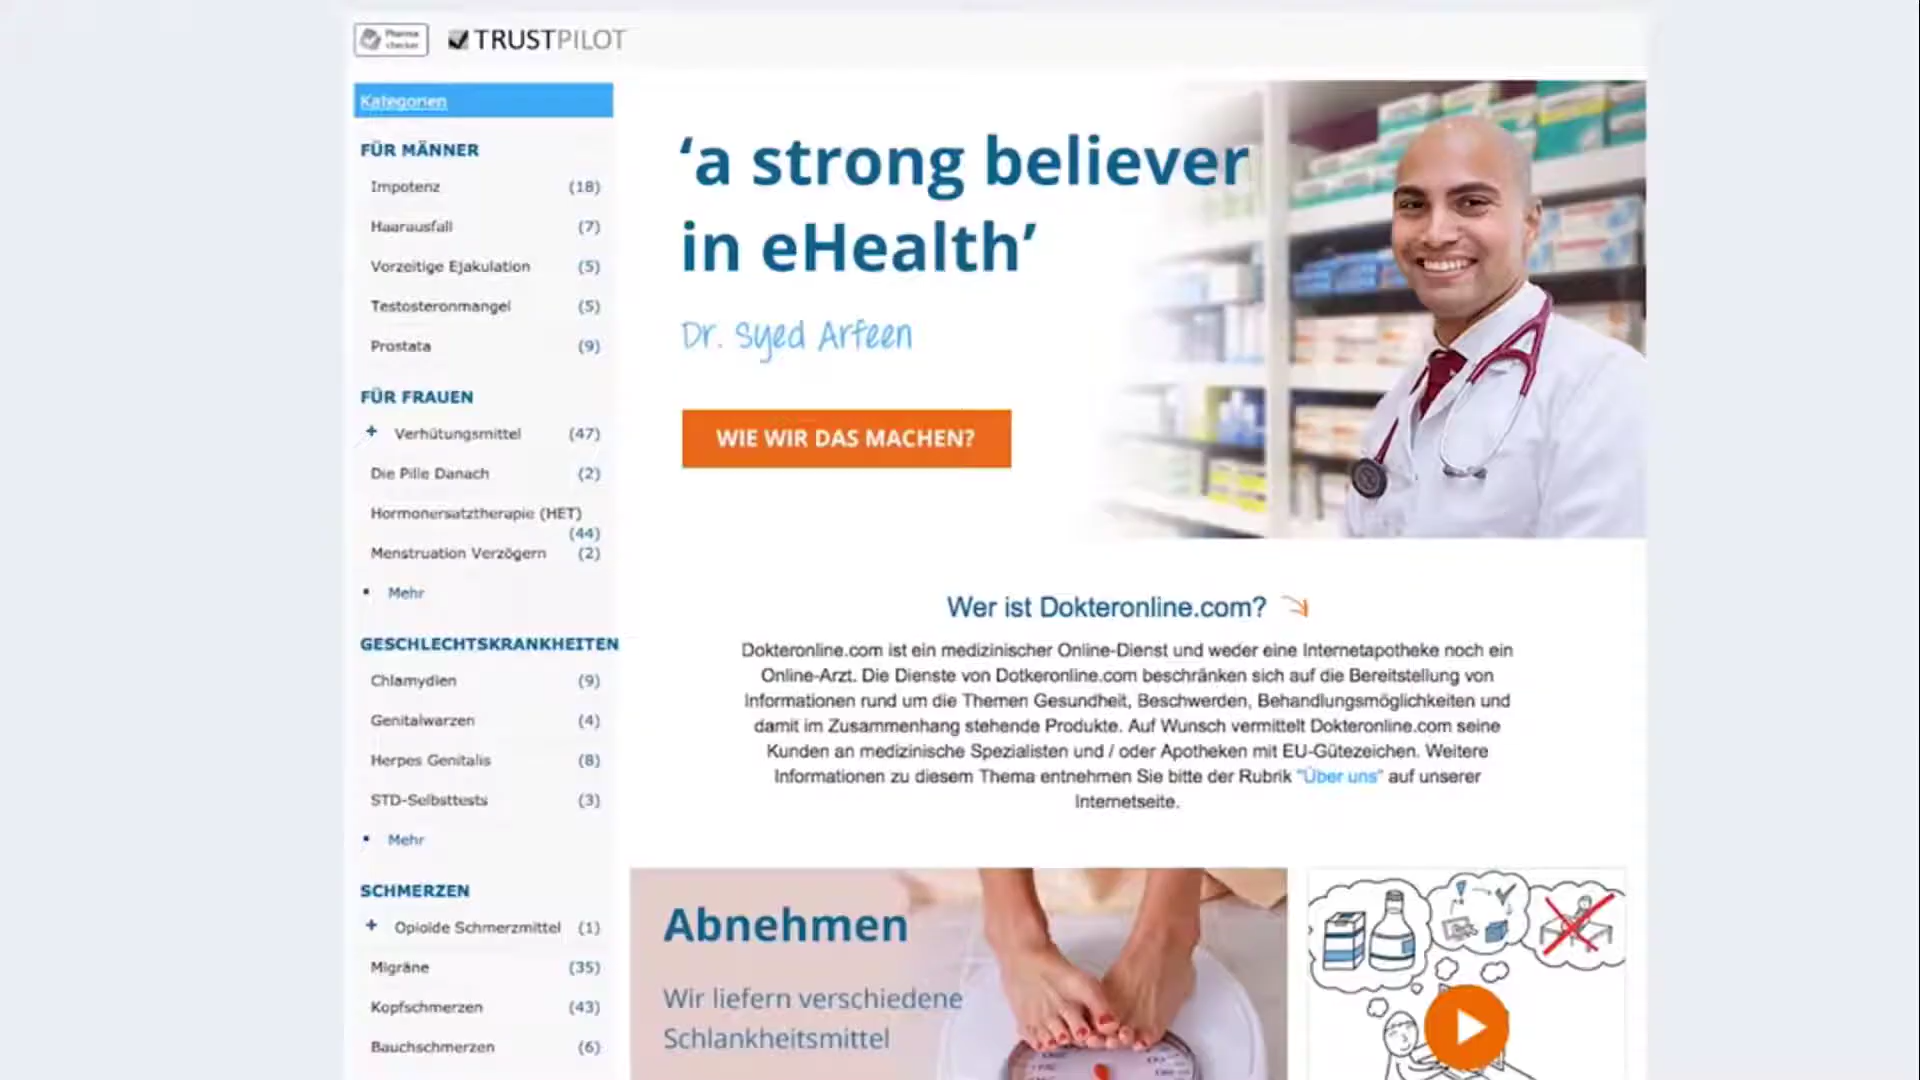 Pharma
checker
TRUSTPILOT
Kategorien
FÜR MÄNNER
Impotenz (18)
Haarausfall (7)
Vorzeitige Ejakulation (5)
Testosteronmangel (5)
Prostata (9)
FÜR FRAUEN
+ Verhütungsmittel (47)
Die Pille Danach (2)
Hormonersatztherapie (HET)
(44)
Menstruation Verzögern (2)
Mehr
GESCHLECHTSKRANKHEITEN
Chlamydien (9)
Genitalwarzen (4)
Herpes Genitalis (8)
STD-Selbsttests (3)
Mehr
SCHMERZEN
+ Opioide Schmerzmittel (1)
Migräne (35)
Kopfschmerzen (43)
Bauchschmerzen (6)
‘a strong believer
in eHealth’
Dr. Syed Arfeen
WIE WIR DAS MACHEN?
Wer ist Dokteronline.com?
Dokteronline.com ist ein medizinischer Online-Dienst und weder eine Internetapotheke noch ein
Online-Arzt. Die Dienste von Dotkeronline.com beschränken sich auf die Bereitstellung von
Informationen rund um die Themen Gesundheit, Beschwerden, Behandlungsmöglichkeiten und
damit im Zusammenhang stehende Produkte. Auf Wunsch vermittelt Dokteronline.com seine
Kunden an medizinische Spezialisten und / oder Apotheken mit EU-Gütezeichen. Weitere
Informationen zu diesem Thema entnehmen Sie bitte der Rubrik "Über uns" auf unserer
Internetseite.
Abnehmen
Wir liefern verschiedene
Schlankheitsmittel